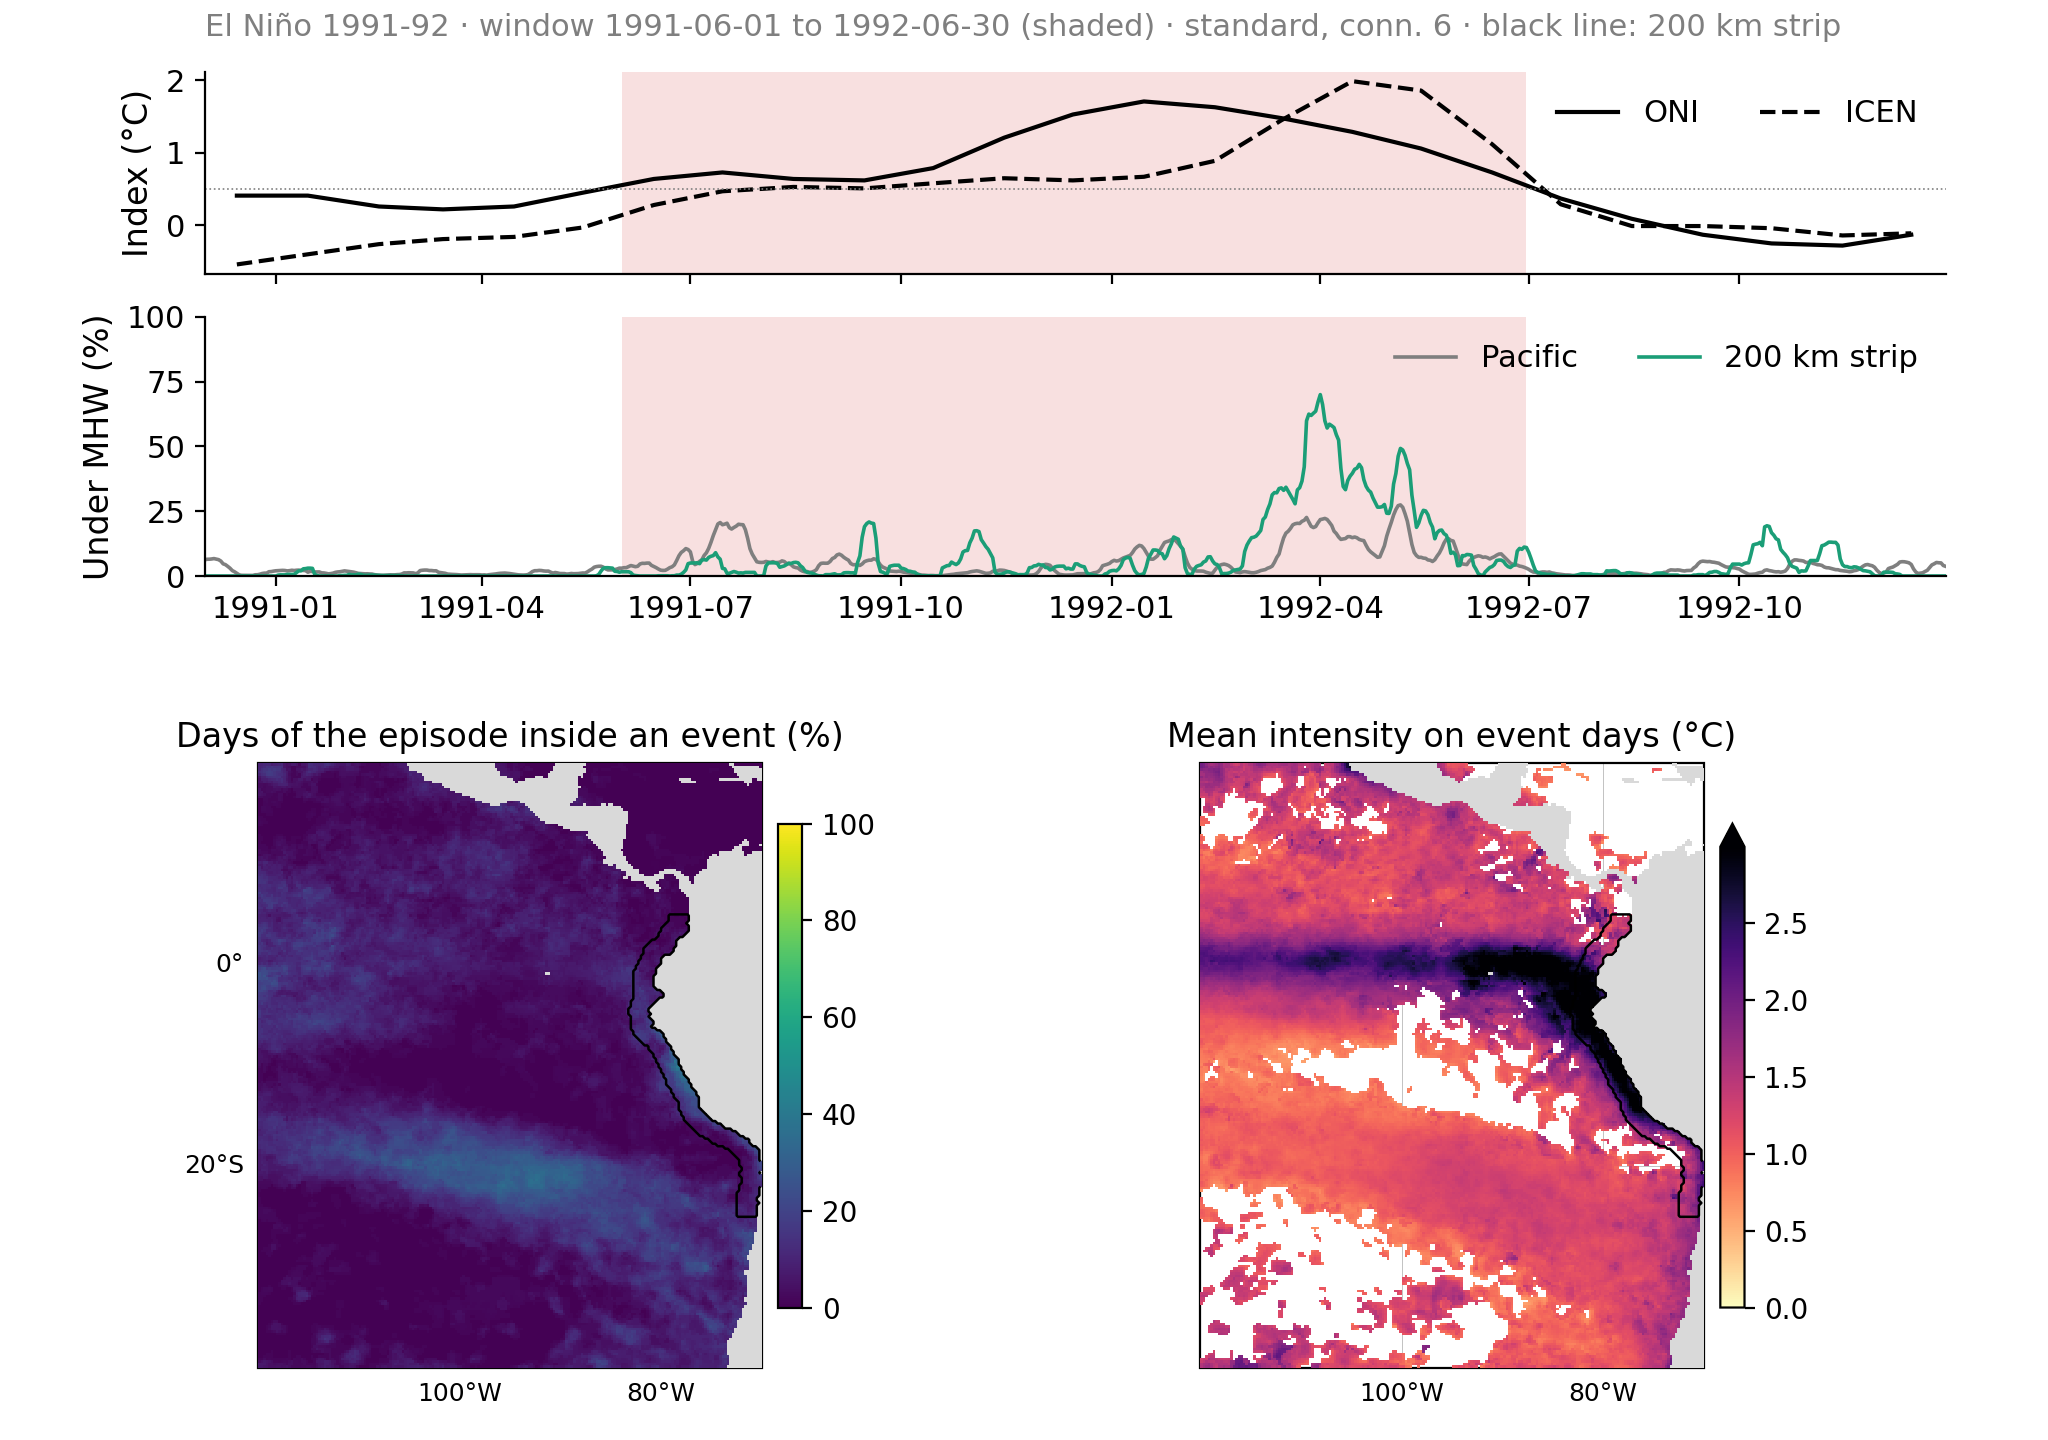 El Niño 1991-92 · window 1991-06-01 to 1992-06-30 (shaded) · standard, conn. 6 · black line: 200 km strip
Index (°C)
2
1
0
ONI
ICEN
Under MHW (%)
100
75
50
25
0
Pacific
200 km strip
1991-01
1991-04
1991-07
1991-10
1992-01
1992-04
1992-07
1992-10
Days of the episode inside an event (%)
0°
20°S
100°W
80°W
100
80
60
40
20
0
Mean intensity on event days (°C)
100°W
80°W
2.5
2.0
1.5
1.0
0.5
0.0